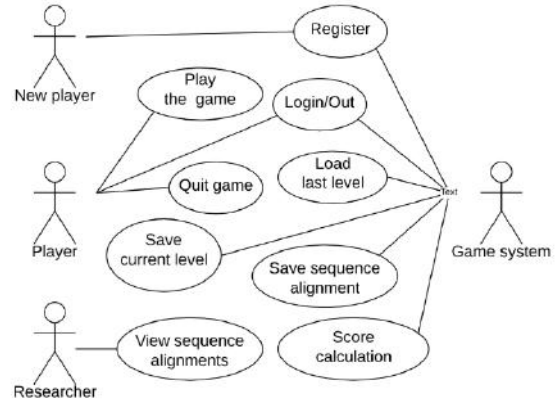 Register
New player
Play
the game
Login/Out
Load
last level
Text
Quit game
Player
Game system
Save
current level
Save sequence
alignment
View sequence
alignments
Score
calculation
Researcher